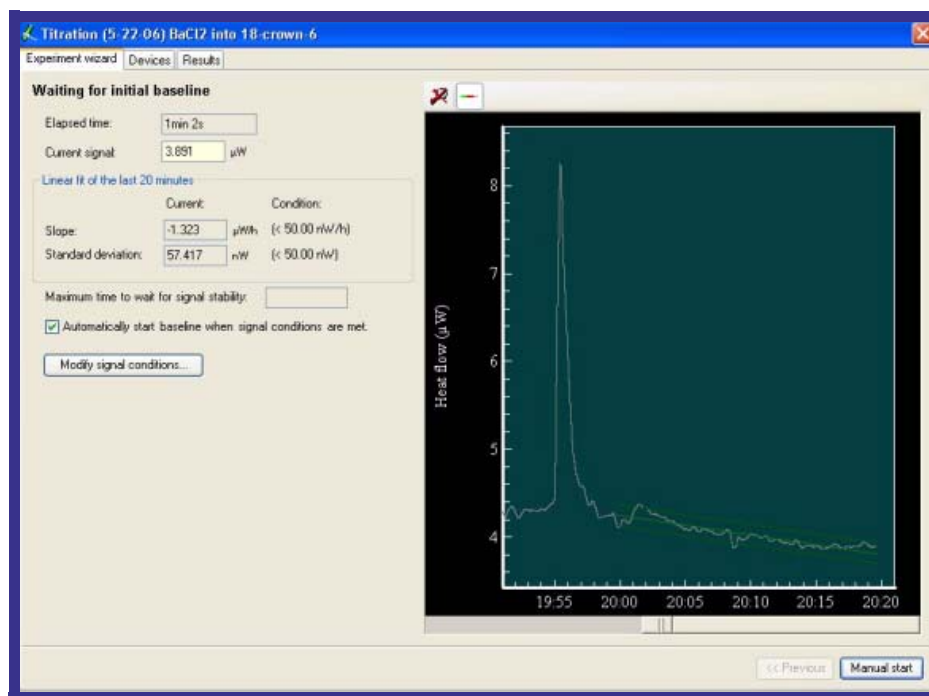 Titration (5-22-06) BaCl2 into 18-crown-6
Experiment wizard Devices Results
Waiting for initial baseline
Elapsed time: 1min 2s
Current signal: 3.891 µW
Linear fit of the last 20 minutes
Current: Condition:
Slope: -1.323 µW/h (< 50.00 nW/h)
Standard deviation: 57.417 nW (< 50.00 nW)
Maximum time to wait for signal stability:
Automatically start baseline when signal conditions are met.
Modify signal conditions...
Heat flow (µW)
8
7
6
5
4
19:55 20:00 20:05 20:10 20:15 20:20
<< Previous Manual start